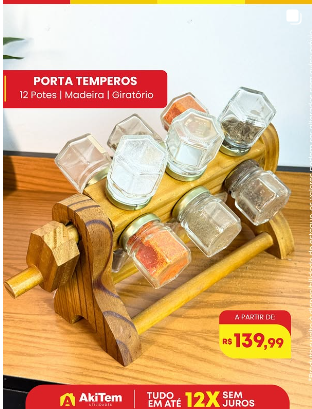 PORTA TEMPEROS
12 Potes | Madeira | Giratório
A PARTIR DE
R$139,99
AkiTem
TUDO EM ATÉ 12X SEM JUROS